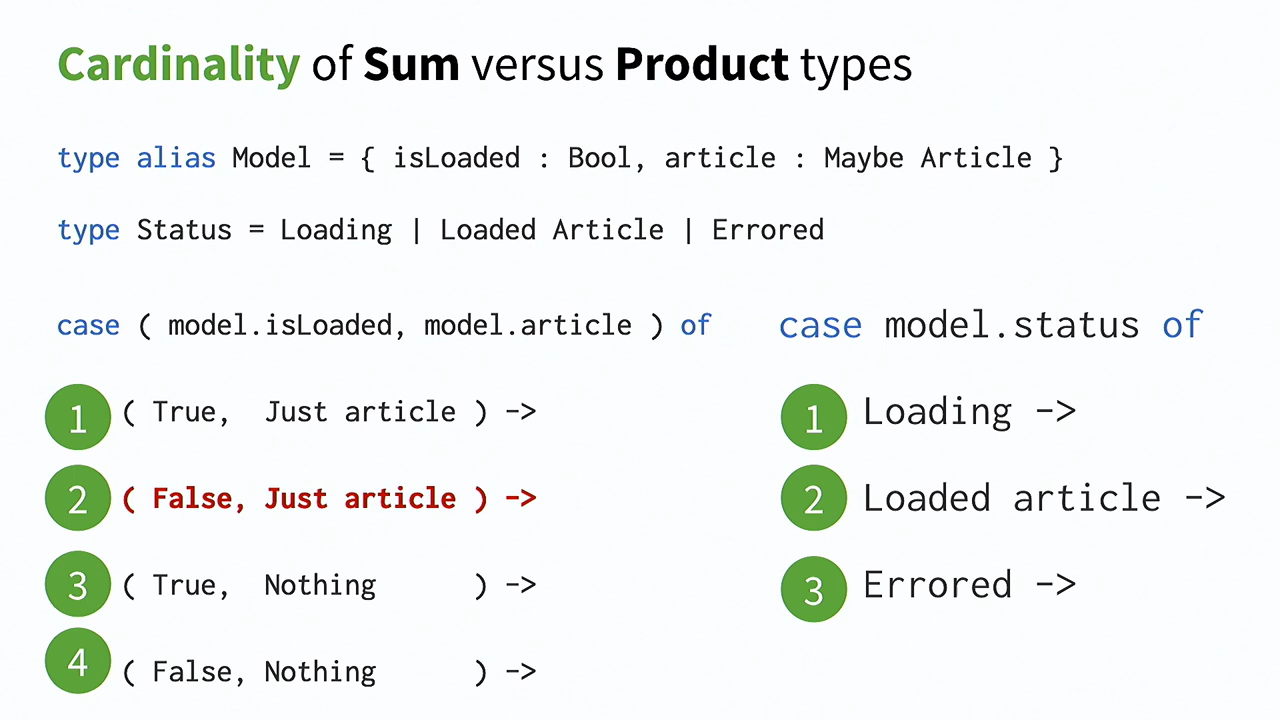 Cardinality of Sum versus Product types
type alias Model = { isLoaded : Bool, article : Maybe Article }
type Status = Loading | Loaded Article | Errored
case ( model.isLoaded, model.article ) of
1 ( True, Just article ) ->
2 ( False, Just article ) ->
3 ( True, Nothing ) ->
4 ( False, Nothing ) ->
case model.status of
1 Loading ->
2 Loaded article ->
3 Errored ->